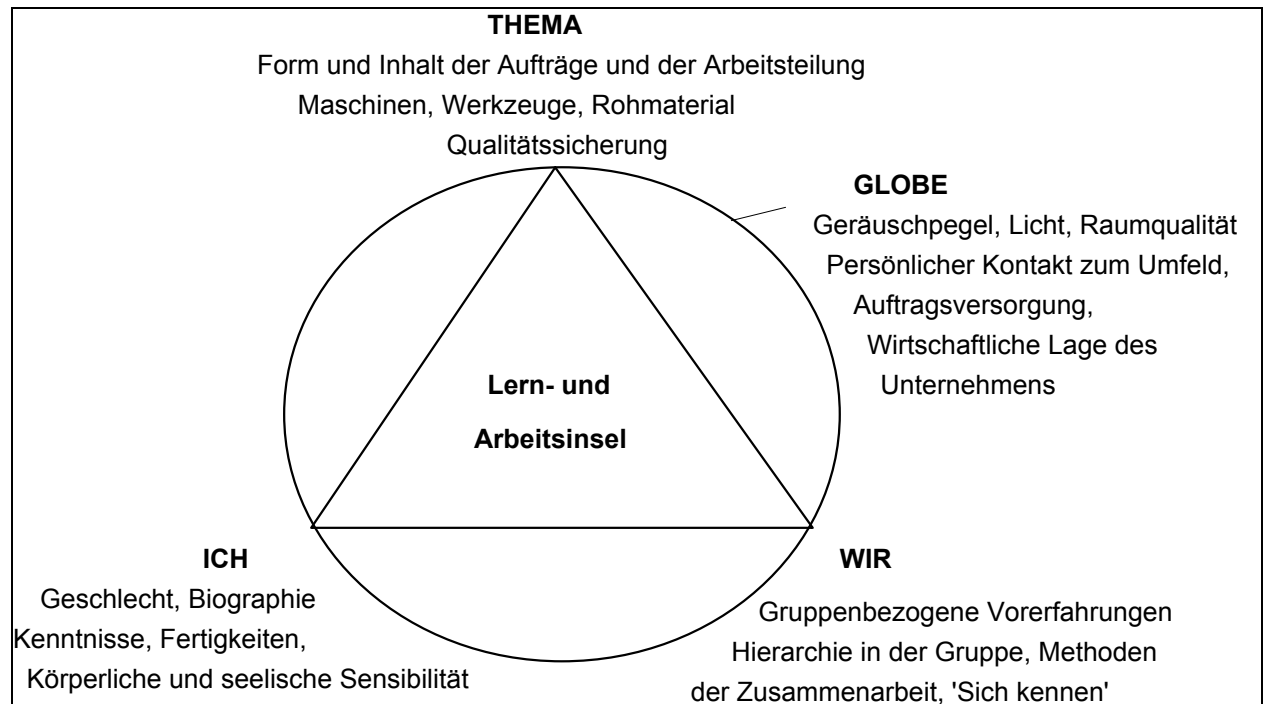 THEMA
Form und Inhalt der Aufträge und der Arbeitsteilung
Maschinen, Werkzeuge, Rohmaterial
Qualitätssicherung
GLOBE
Geräuschpegel, Licht, Raumqualität
Persönlicher Kontakt zum Umfeld,
Auftragsversorgung,
Wirtschaftliche Lage des
Unternehmens
Lern- und
Arbeitsinsel
ICH
Geschlecht, Biographie
Kenntnisse, Fertigkeiten,
Körperliche und seelische Sensibilität
WIR
Gruppenbezogene Vorerfahrungen
Hierarchie in der Gruppe, Methoden
der Zusammenarbeit, 'Sich kennen'